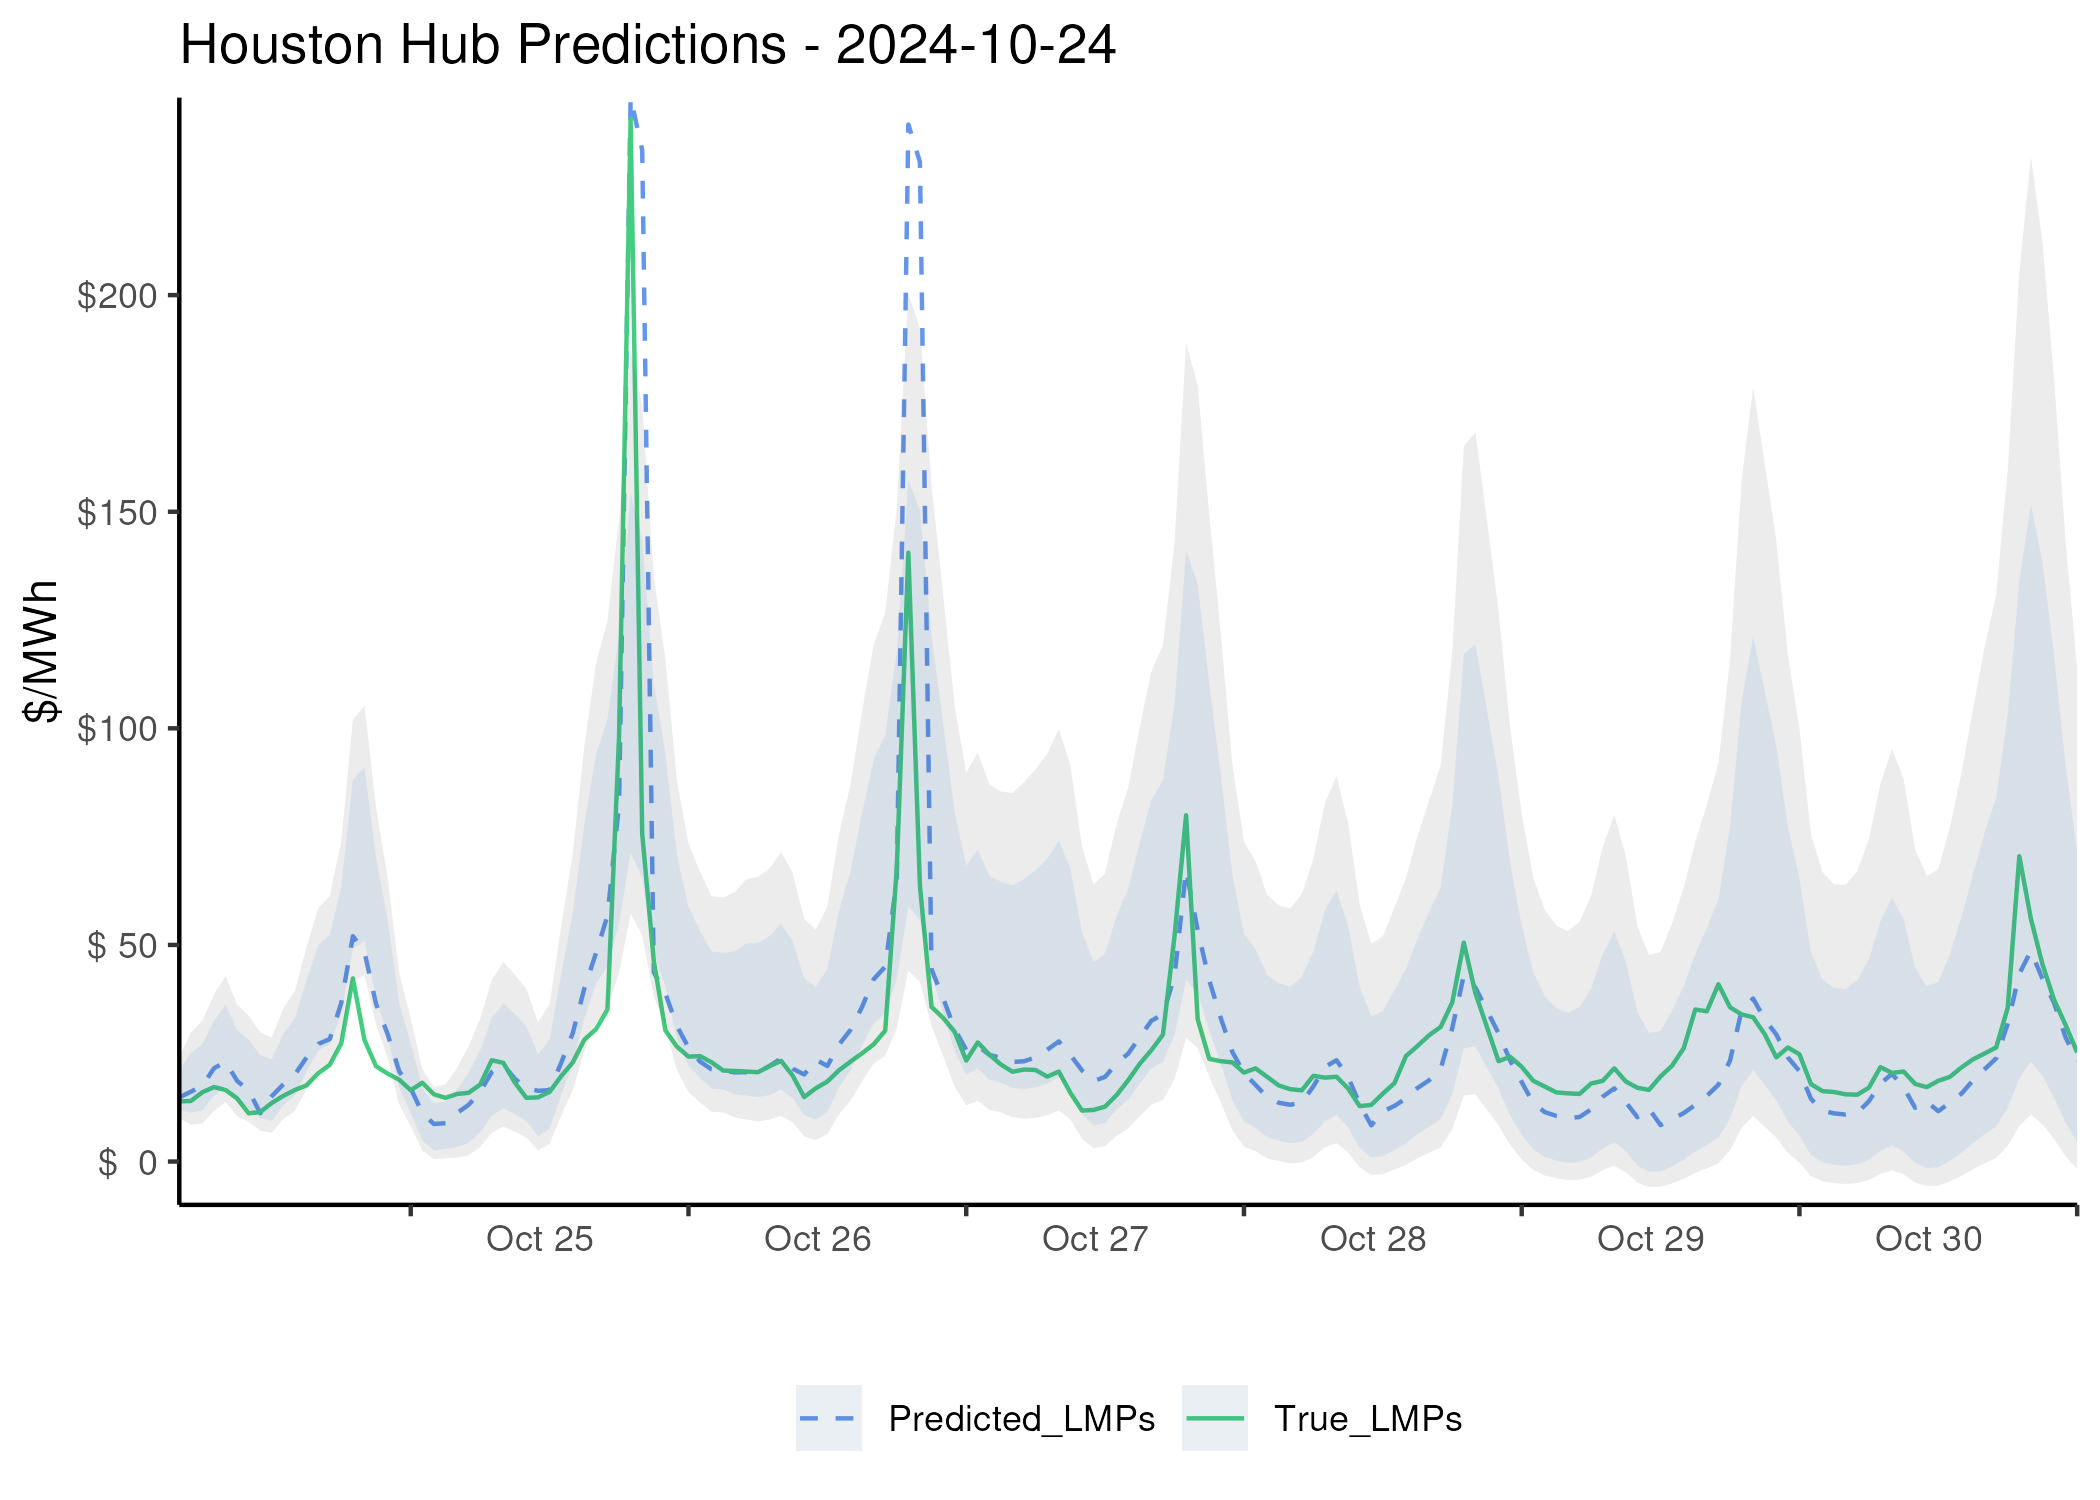 Houston Hub Predictions - 2024-10-24
$/MWh
$200
$150
$100
$ 50
$  0
Oct 25 Oct 26 Oct 27 Oct 28 Oct 29 Oct 30
Predicted_LMPs True_LMPs